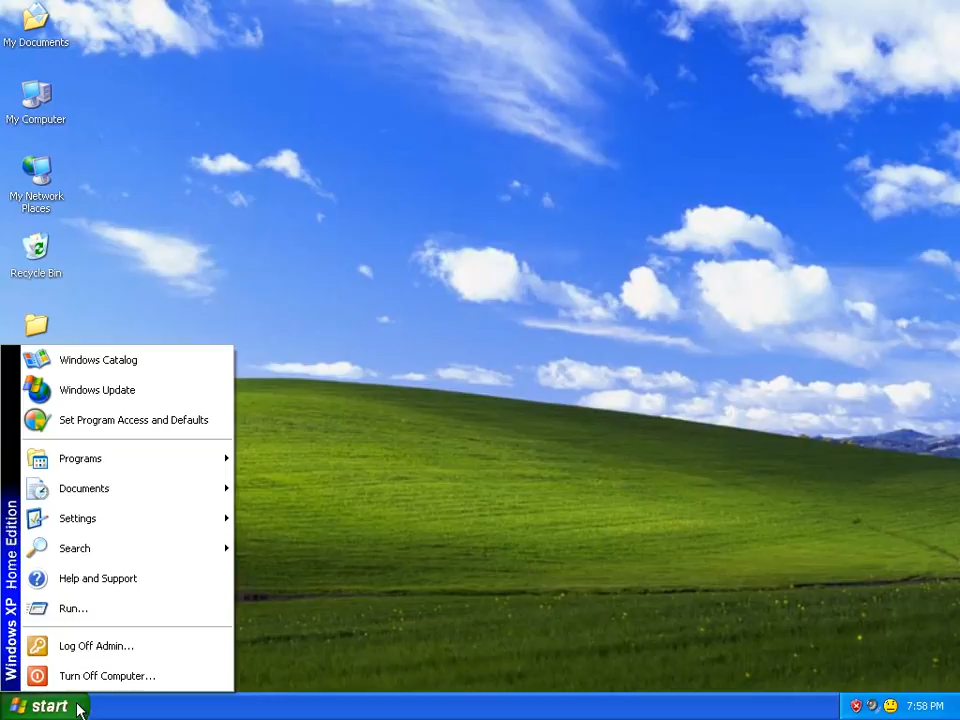 My Documents
My Computer
My Network
Places
Recycle Bin
Windows Catalog
Windows Update
Set Program Access and Defaults
Programs
Documents
Settings
Search
Help and Support
Run...
Log Off Admin...
Turn Off Computer...
Windows XP Home Edition
start
7:58 PM